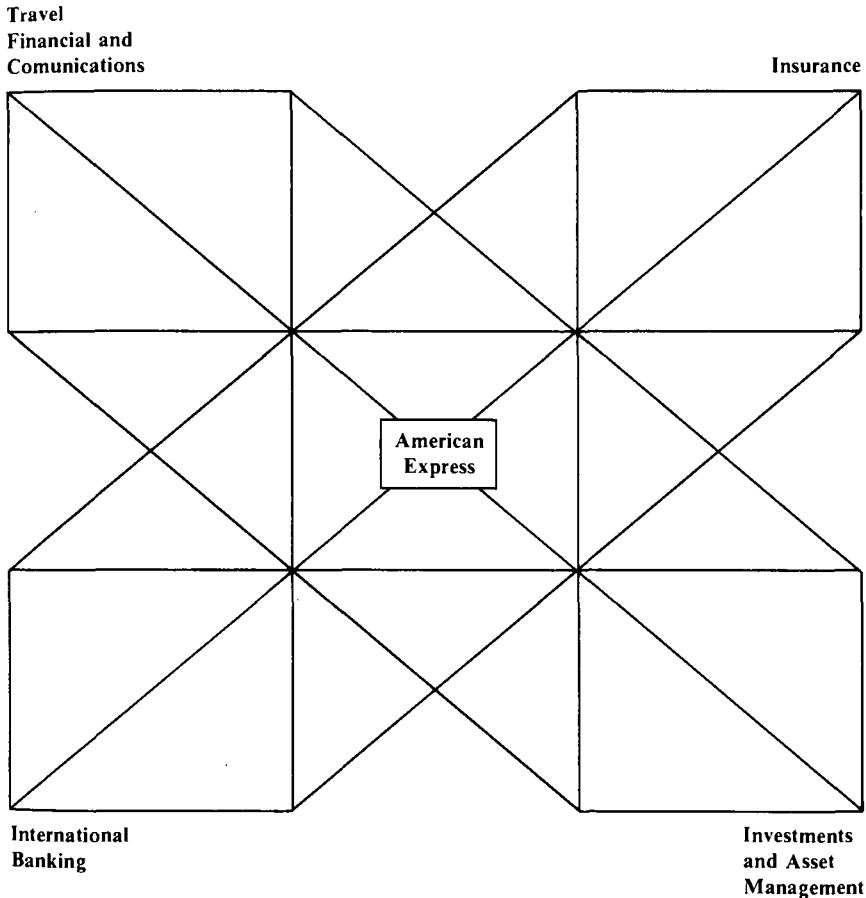 Travel
Financial and
Comunications
Insurance
American
Express
International
Banking
Investments
and Asset
Management